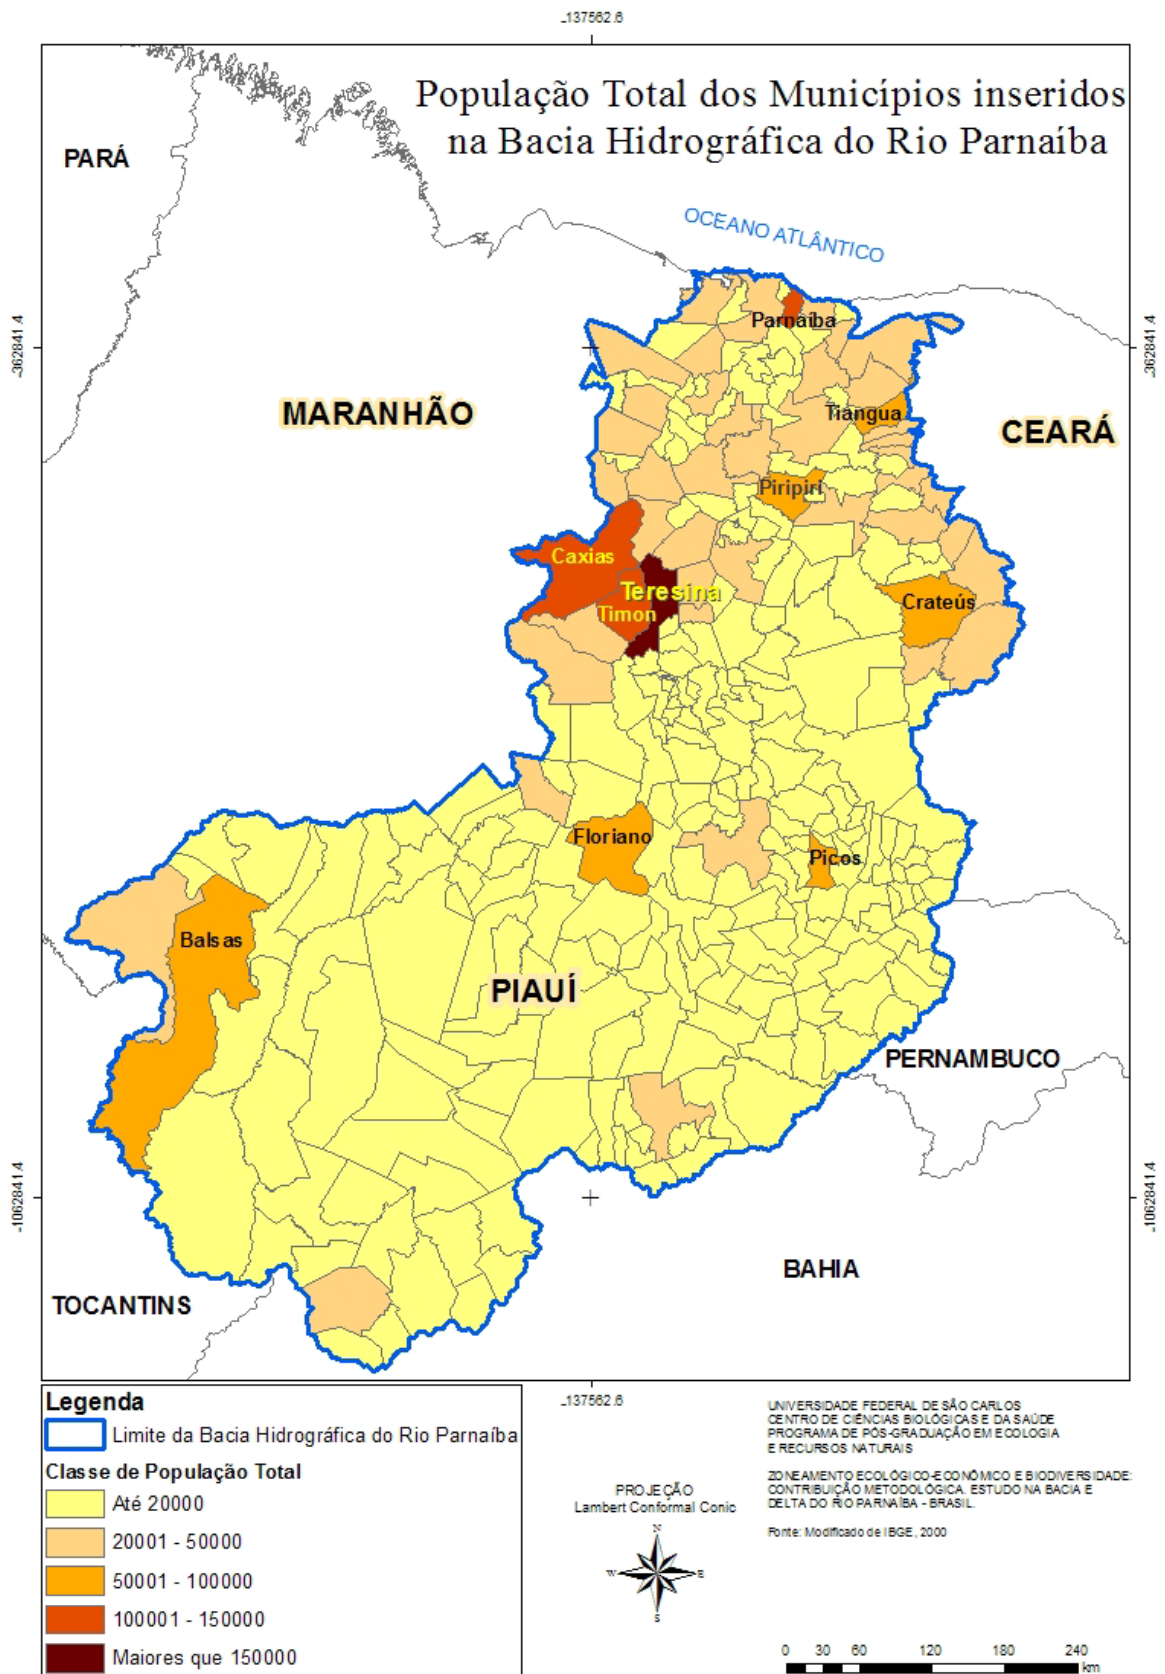 -137562.6
População Total dos Municípios inseridos
na Bacia Hidrográfica do Rio Parnaíba
PARÁ
OCEANO ATLÂNTICO
Parnaíba
-362841.4
-362841.4
MARANHÃO
Tianguá
CEARÁ
Piripiri
Caxias
Teresina
Timon
Crateús
Floriano
Picos
Balsas
PIAUÍ
PERNAMBUCO
-1062841.4
-1062841.4
BAHIA
TOCANTINS
-137562.6
Legenda
Limite da Bacia Hidrográfica do Rio Parnaíba
Classe de População Total
Até 20000
20001 - 50000
50001 - 100000
100001 - 150000
Maiores que 150000
PROJEÇÃO
Lambert Conformal Conic
N
W
E
S
UNIVERSIDADE FEDERAL DE SÃO CARLOS
CENTRO DE CIÊNCIAS BIOLÓGICAS E DA SAÚDE
PROGRAMA DE PÓS-GRADUAÇÃO EM ECOLOGIA
E RECURSOS NATURAIS
ZONEAMENTO ECOLÓGICO-ECONÔMICO E BIODIVERSIDADE:
CONTRIBUIÇÃO METODOLÓGICA. ESTUDO NA BACIA E
DELTA DO RIO PARNAÍBA - BRASIL.
Fonte: Modificado de IBGE, 2000
0 30 60 120 180 240
km